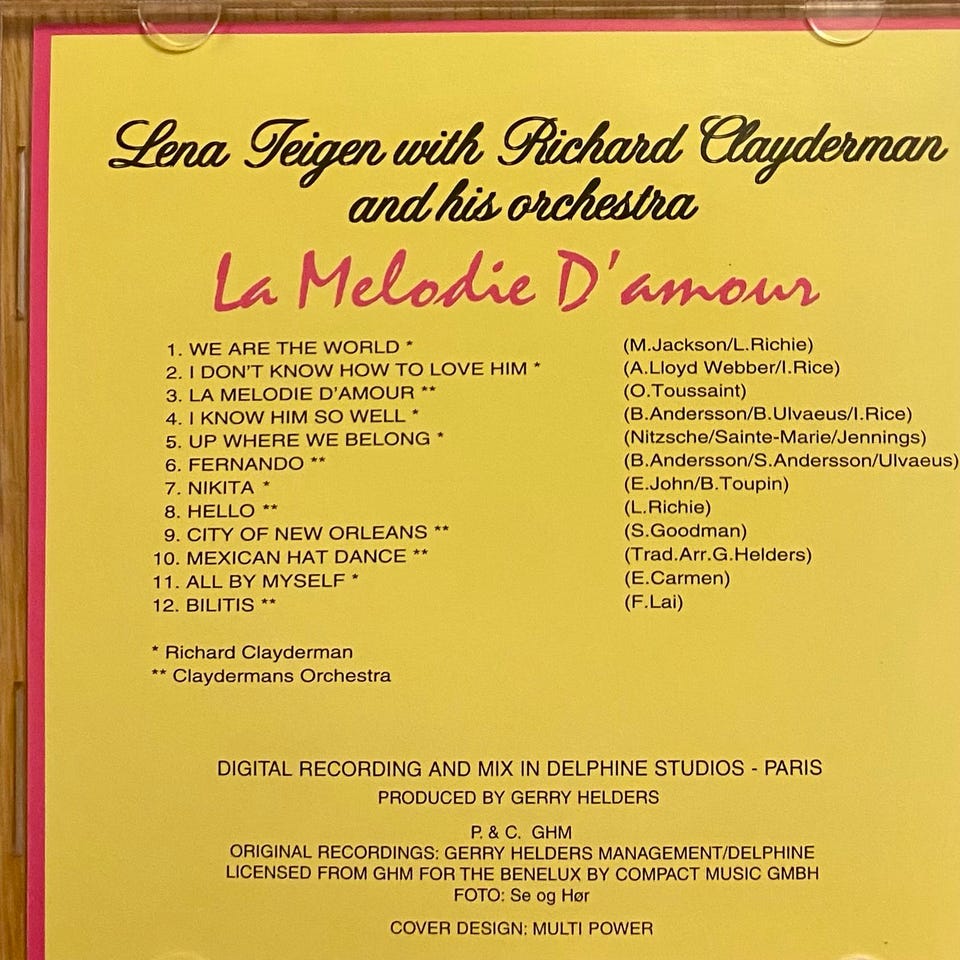 Lena Teigen with Richard Clayderman
and his orchestra
La Melodie D'amour
1. WE ARE THE WORLD * (M.Jackson/L.Richie)
2. I DON'T KNOW HOW TO LOVE HIM * (A.Lloyd Webber/I.Rice)
3. LA MELODIE D'AMOUR ** (O.Toussaint)
4. I KNOW HIM SO WELL * (B.Andersson/B.Ulvaeus/I.Rice)
5. UP WHERE WE BELONG * (Nitzsche/Sainte-Marie/Jennings)
6. FERNANDO ** (B.Andersson/S.Andersson/Ulvaeus)
7. NIKITA * (E.John/B.Toupin)
8. HELLO ** (L.Richie)
9. CITY OF NEW ORLEANS ** (S.Goodman)
10. MEXICAN HAT DANCE ** (Trad.Arr.G.Helders)
11. ALL BY MYSELF * (E.Carmen)
12. BILITIS ** (F.Lai)
* Richard Clayderman
** Claydermans Orchestra
DIGITAL RECORDING AND MIX IN DELPHINE STUDIOS - PARIS
PRODUCED BY GERRY HELDERS
P. & C. GHM
ORIGINAL RECORDINGS: GERRY HELDERS MANAGEMENT/DELPHINE
LICENSED FROM GHM FOR THE BENELUX BY COMPACT MUSIC GMBH
FOTO: Se og Hør
COVER DESIGN: MULTI POWER